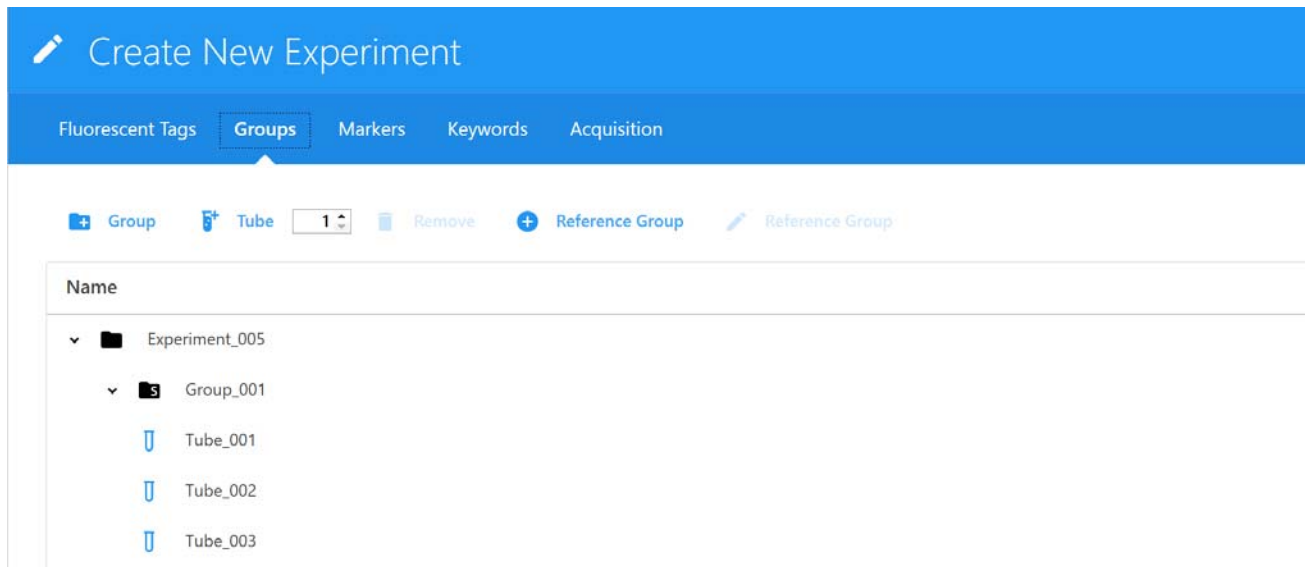 Create New Experiment
Fluorescent Tags Groups Markers Keywords Acquisition
Group Tube 1 Remove Reference Group Reference Group
Name
Experiment_005
S Group_001
Tube_001
Tube_002
Tube_003